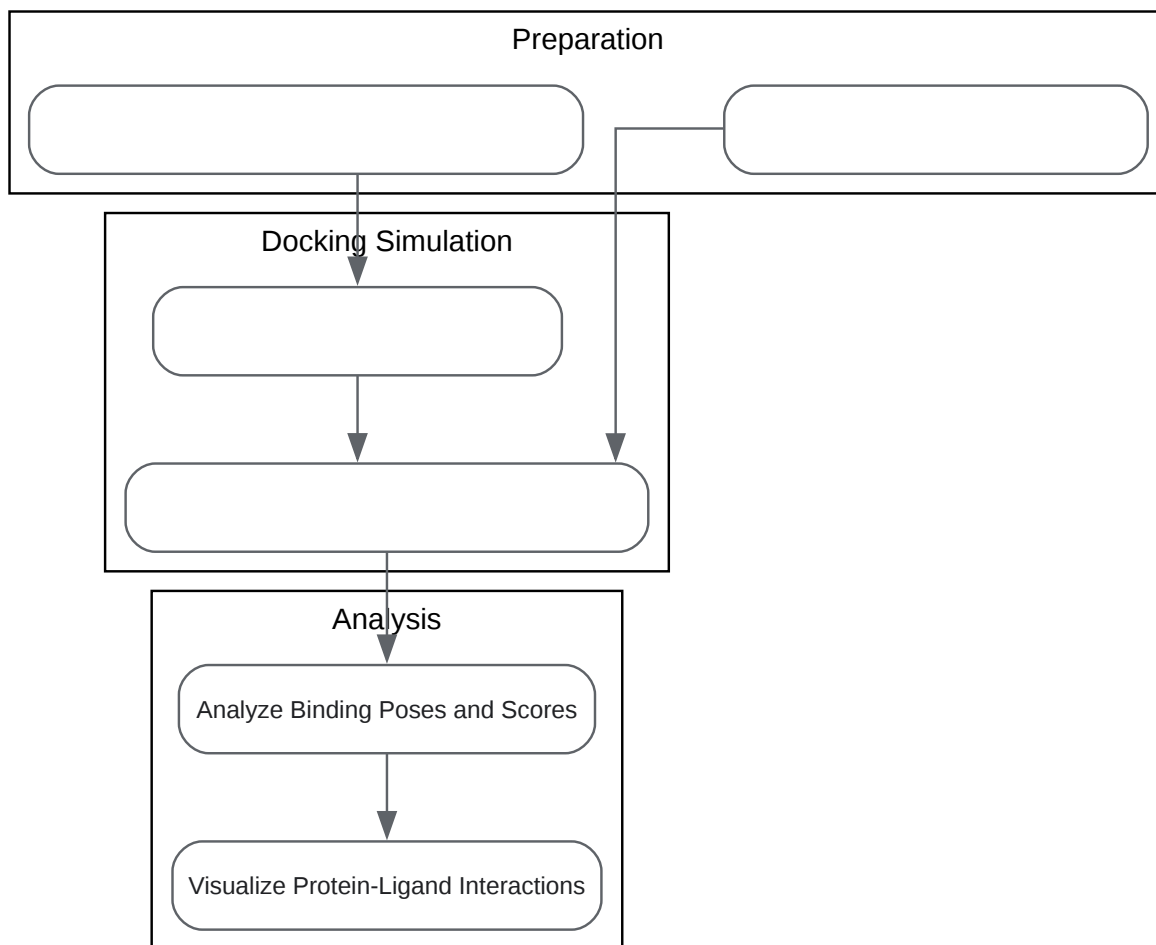 Preparation
Docking Simulation
Analysis
Analyze Binding Poses and Scores
Visualize Protein-Ligand Interactions